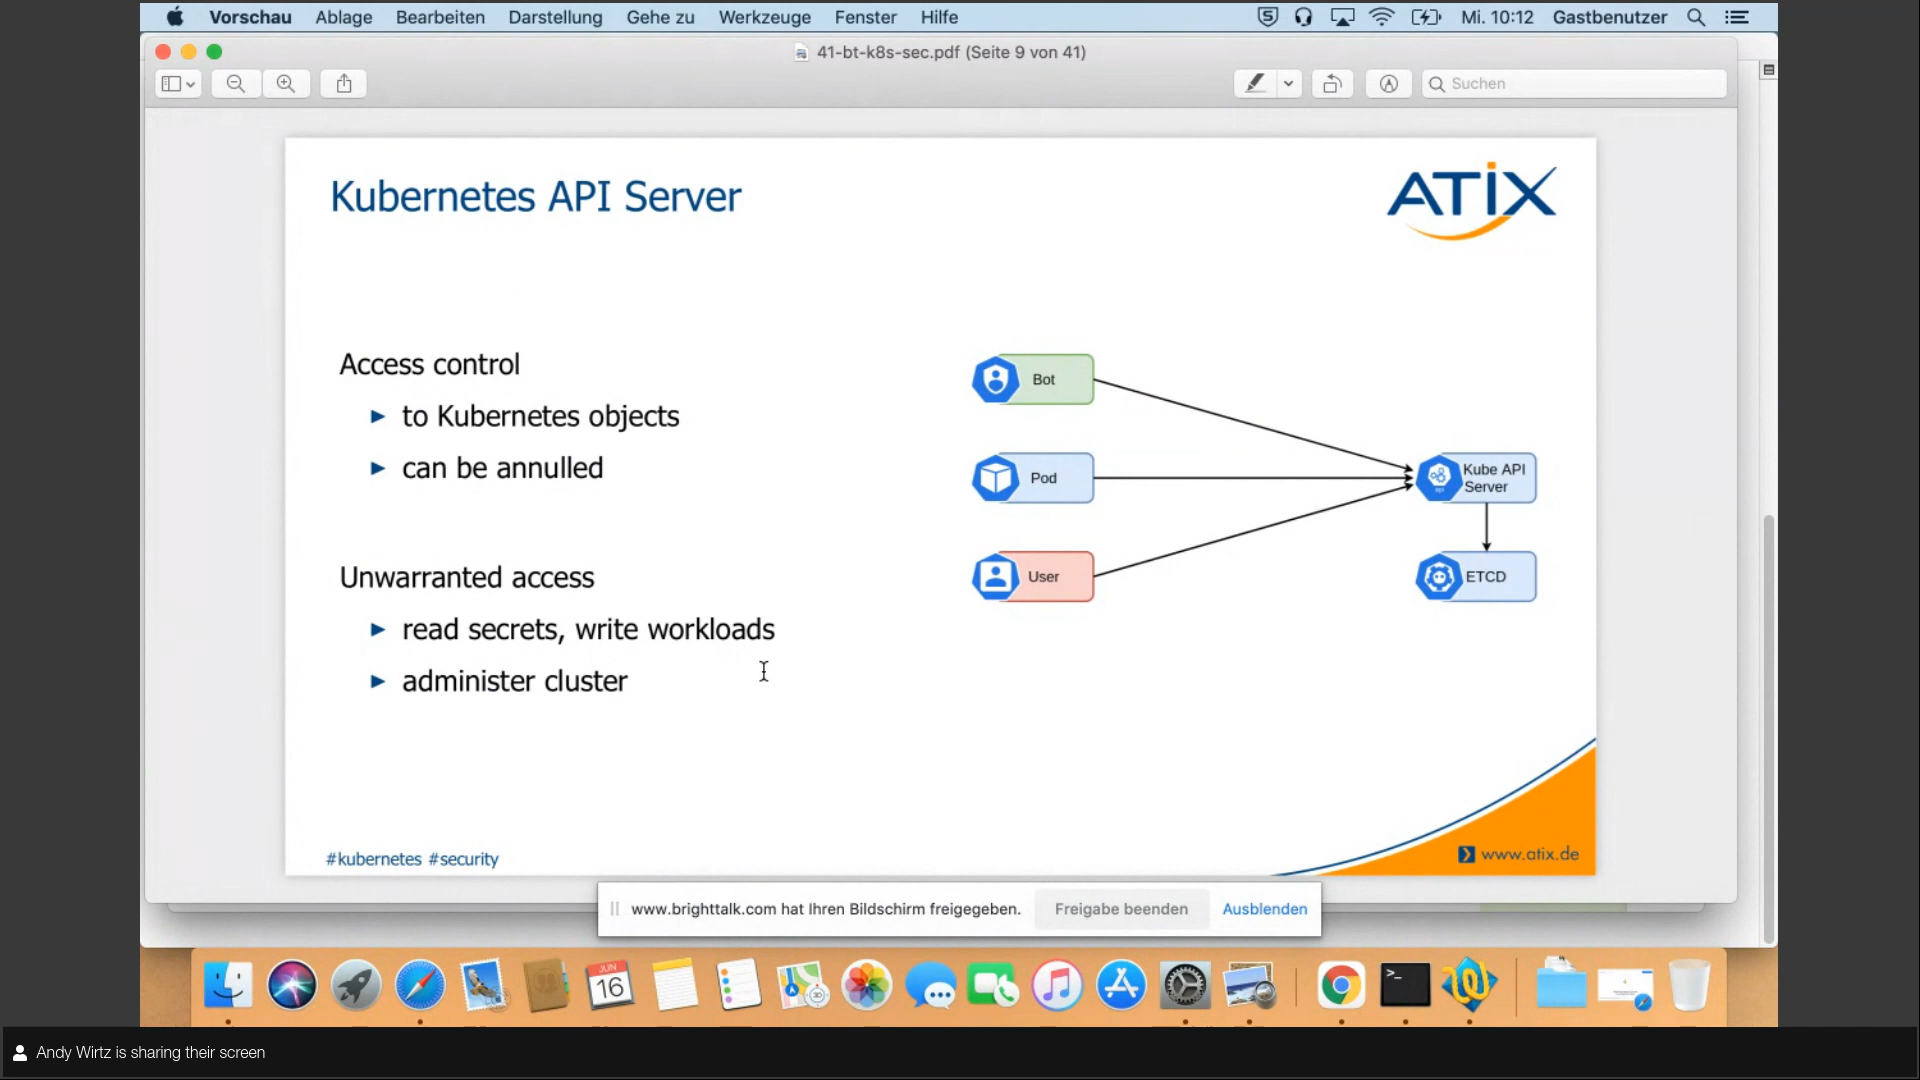 Vorschau Ablage Bearbeiten Darstellung Gehe zu Werkzeuge Fenster Hilfe Mi. 10:12 Gastbenutzer
41-bt-k8s-sec.pdf (Seite 9 von 41)
Suchen
Kubernetes API Server
ATIX
Access control
to Kubernetes objects
can be annulled
Unwarranted access
read secrets, write workloads
administer cluster
Bot
Pod
User
Kube API
Server
ETCD
#kubernetes #security
www.atix.de
www.brighttalk.com hat Ihren Bildschirm freigegeben. Freigabe beenden Ausblenden
JUN
16
Andy Wirtz is sharing their screen